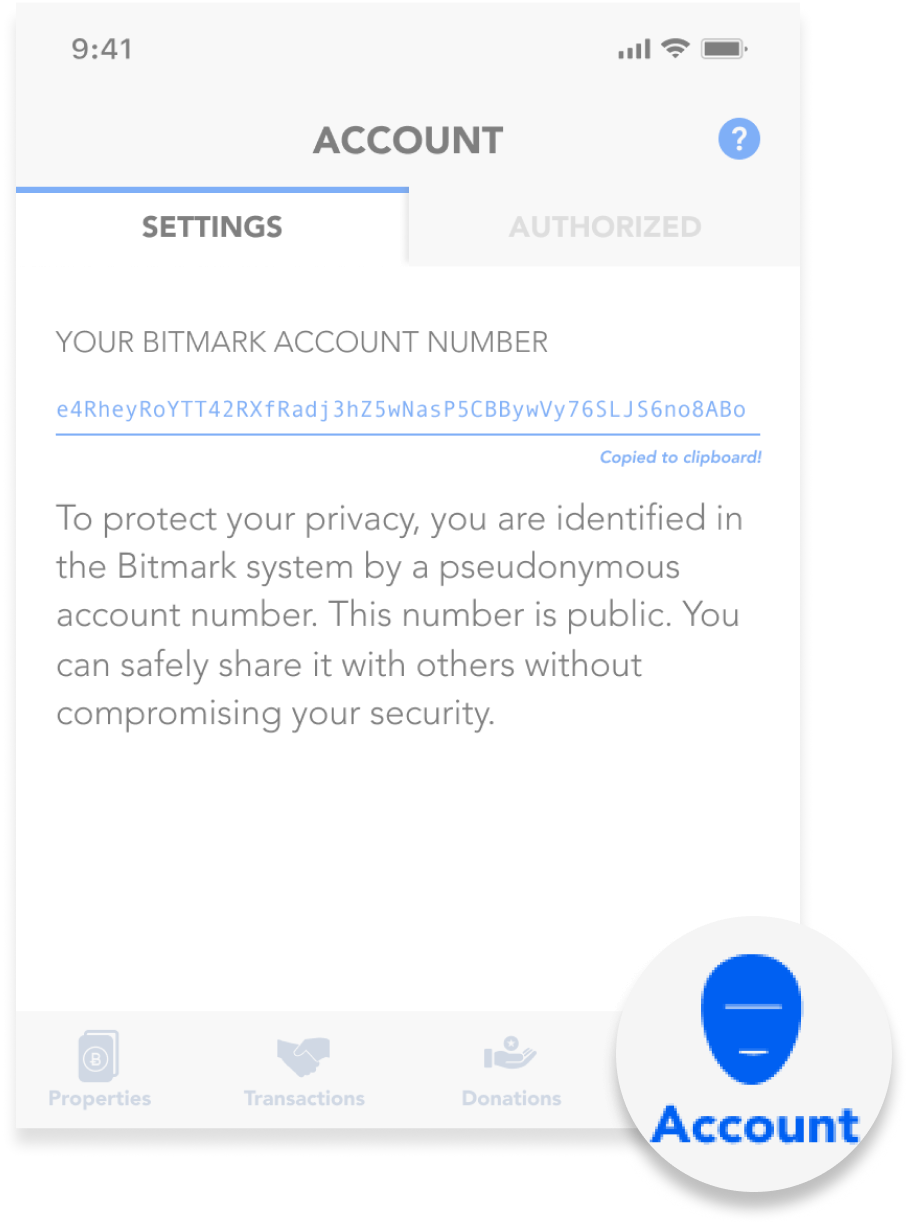 9:41
ACCOUNT
?
SETTINGS
AUTHORIZED
YOUR BITMARK ACCOUNT NUMBER
e4RheyRoYTT42RXfRadj3hZ5wNasP5CBBywVy76SLJS6no8ABo
Copied to clipboard!
To protect your privacy, you are identified in
the Bitmark system by a pseudonymous
account number. This number is public. You
can safely share it with others without
compromising your security.
Properties
Transactions
Donations
Account